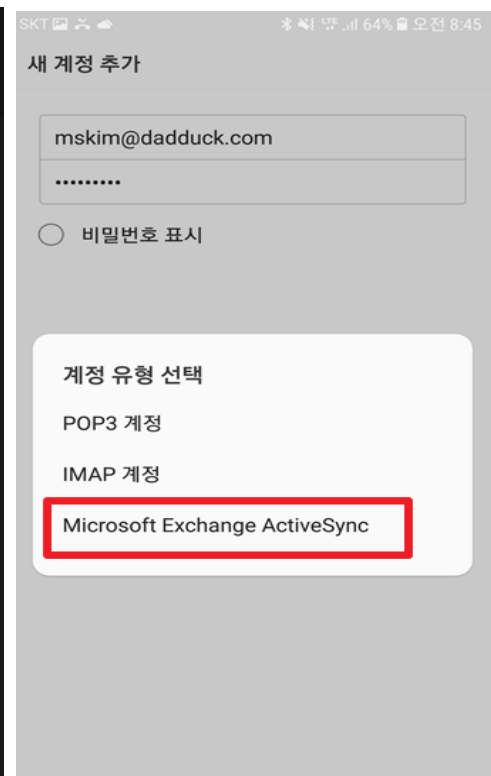 SKT 64% 오전 8:45
새 계정 추가
mskim@dadduck.com
•••••••••
비밀번호 표시
계정 유형 선택
POP3 계정
IMAP 계정
Microsoft Exchange ActiveSync